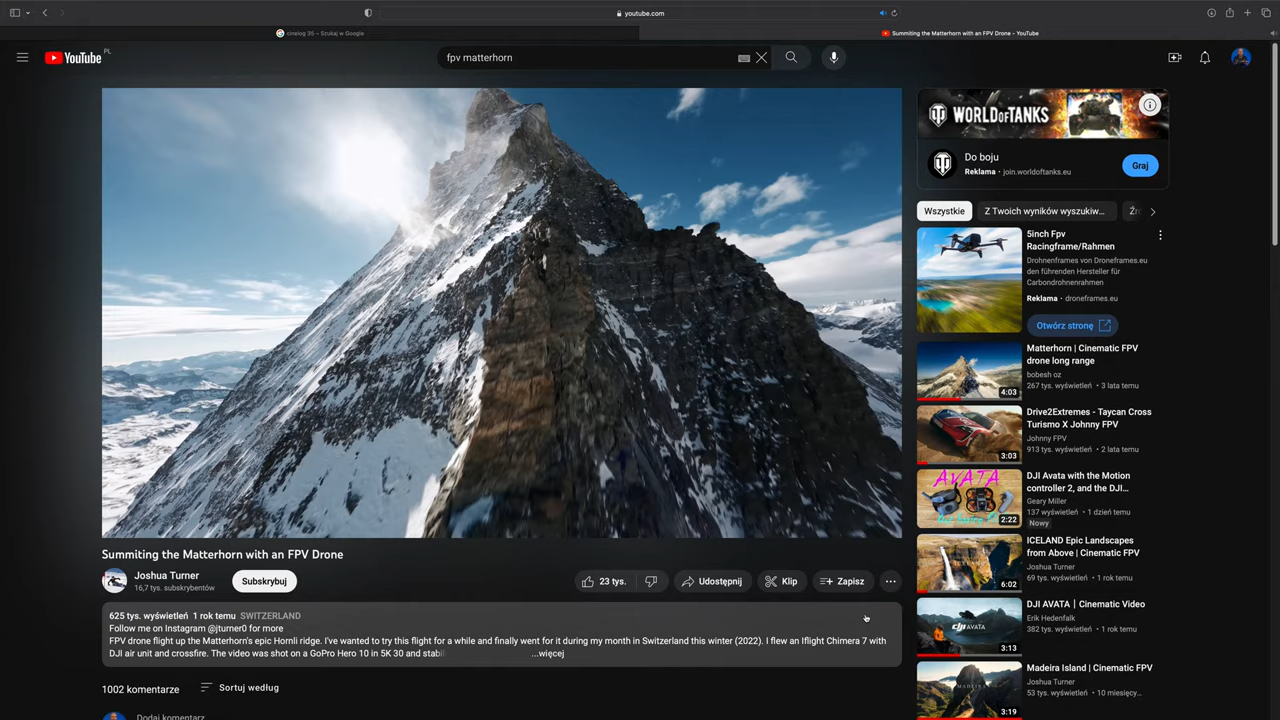 youtube.com
cinelog 35 – Szukaj w Google
Summiting the Matterhorn with an FPV Drone - YouTube
YouTube PL
fpv matterhorn
WORLD OF TANKS
Do boju
Reklama • join.worldoftanks.eu
Graj
Wszystkie
Z Twoich wyników wyszukiw...
5inch Fpv
Racingframe/Rahmen
Drohnenframes von Droneframes.eu
den führenden Hersteller für
Carbondrohnenrahmen
Reklama • droneframes.eu
Otwórz stronę
Matterhorn | Cinematic FPV
drone long range
bobesh oz
267 tys. wyświetleń • 3 lata temu
4:03
Drive2Extremes - Taycan Cross
Turismo X Johnny FPV
Johnny FPV
913 tys. wyświetleń • 2 lata temu
3:03
AVATA
DJI Avata with the Motion
controller 2, and the DJI...
Geary Miller
137 wyświetleń • 1 dzień temu
Nowy
2:22
ICELAND Epic Landscapes
from Above | Cinematic FPV
Joshua Turner
69 tys. wyświetleń • 1 rok temu
ICELAND
6:02
DJI AVATA | Cinematic Video
Erik Hedenfalk
382 tys. wyświetleń • 1 rok temu
dji AVATA
3:13
Madeira Island | Cinematic FPV
Joshua Turner
53 tys. wyświetleń • 10 miesięcy...
MADEIRA
3:19
Summiting the Matterhorn with an FPV Drone
Joshua Turner
16,7 tys. subskrybentów
Subskrybuj
23 tys.
Udostępnij
Klip
Zapisz
625 tys. wyświetleń 1 rok temu SWITZERLAND
Follow me on Instagram @jturner0 for more
FPV drone flight up the Matterhorn's epic Hornli ridge. I've wanted to try this flight for a while and finally went for it during my month in Switzerland this winter (2022). I flew an Iflight Chimera 7 with
DJI air unit and crossfire. The video was shot on a GoPro Hero 10 in 5K 30 and stabil ...więcej
1002 komentarze
Sortuj według
Dodaj komentarz